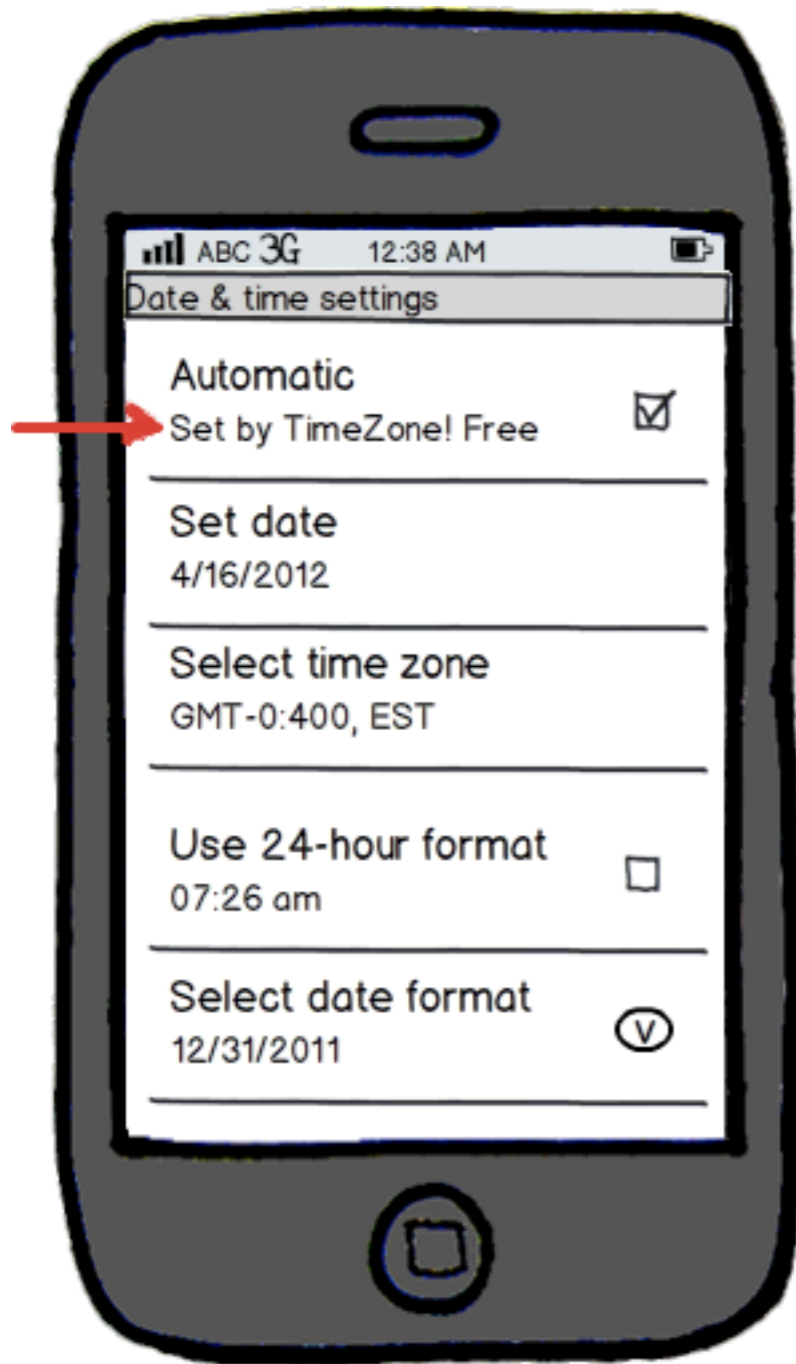 ABC 3G 12:38 AM
Date & time settings
Automatic
Set by TimeZone! Free
Set date
4/16/2012
Select time zone
GMT-0:400, EST
Use 24-hour format
07:26 am
Select date format
12/31/2011
V